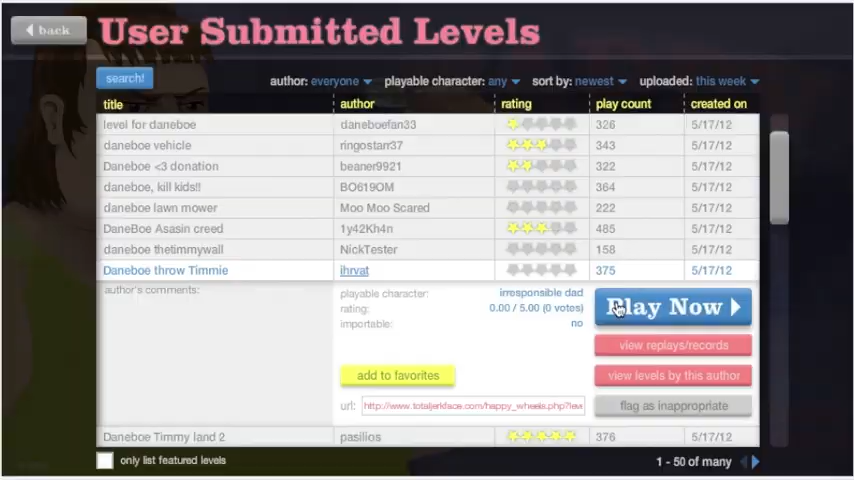 back
User Submitted Levels
search!
author: everyone playable character: any sort by: newest uploaded: this week
title author rating play count created on
level for daneboe daneboefan33 326 5/17/12
daneboe vehicle ringostarr37 343 5/17/12
Daneboe <3 donation beaner9921 322 5/17/12
daneboe, kill kids!! BO619OM 364 5/17/12
daneboe lawn mower Moo Moo Scared 222 5/17/12
DaneBoe Asasin creed 1y42Kh4n 485 5/17/12
daneboe thetimmywall NickTester 158 5/17/12
Daneboe throw Timmie ihrvat 375 5/17/12
author's comments:
playable character: irresponsible dad
rating: 0.00 / 5.00 (0 votes)
importable: no
Play Now
view replays/records
add to favorites
view levels by this author
url: http://www.totaljerkface.com/happy_wheels.php?lev
flag as inappropriate
Daneboe Timmy land 2 pasilios 376 5/17/12
only list featured levels
1 - 50 of many